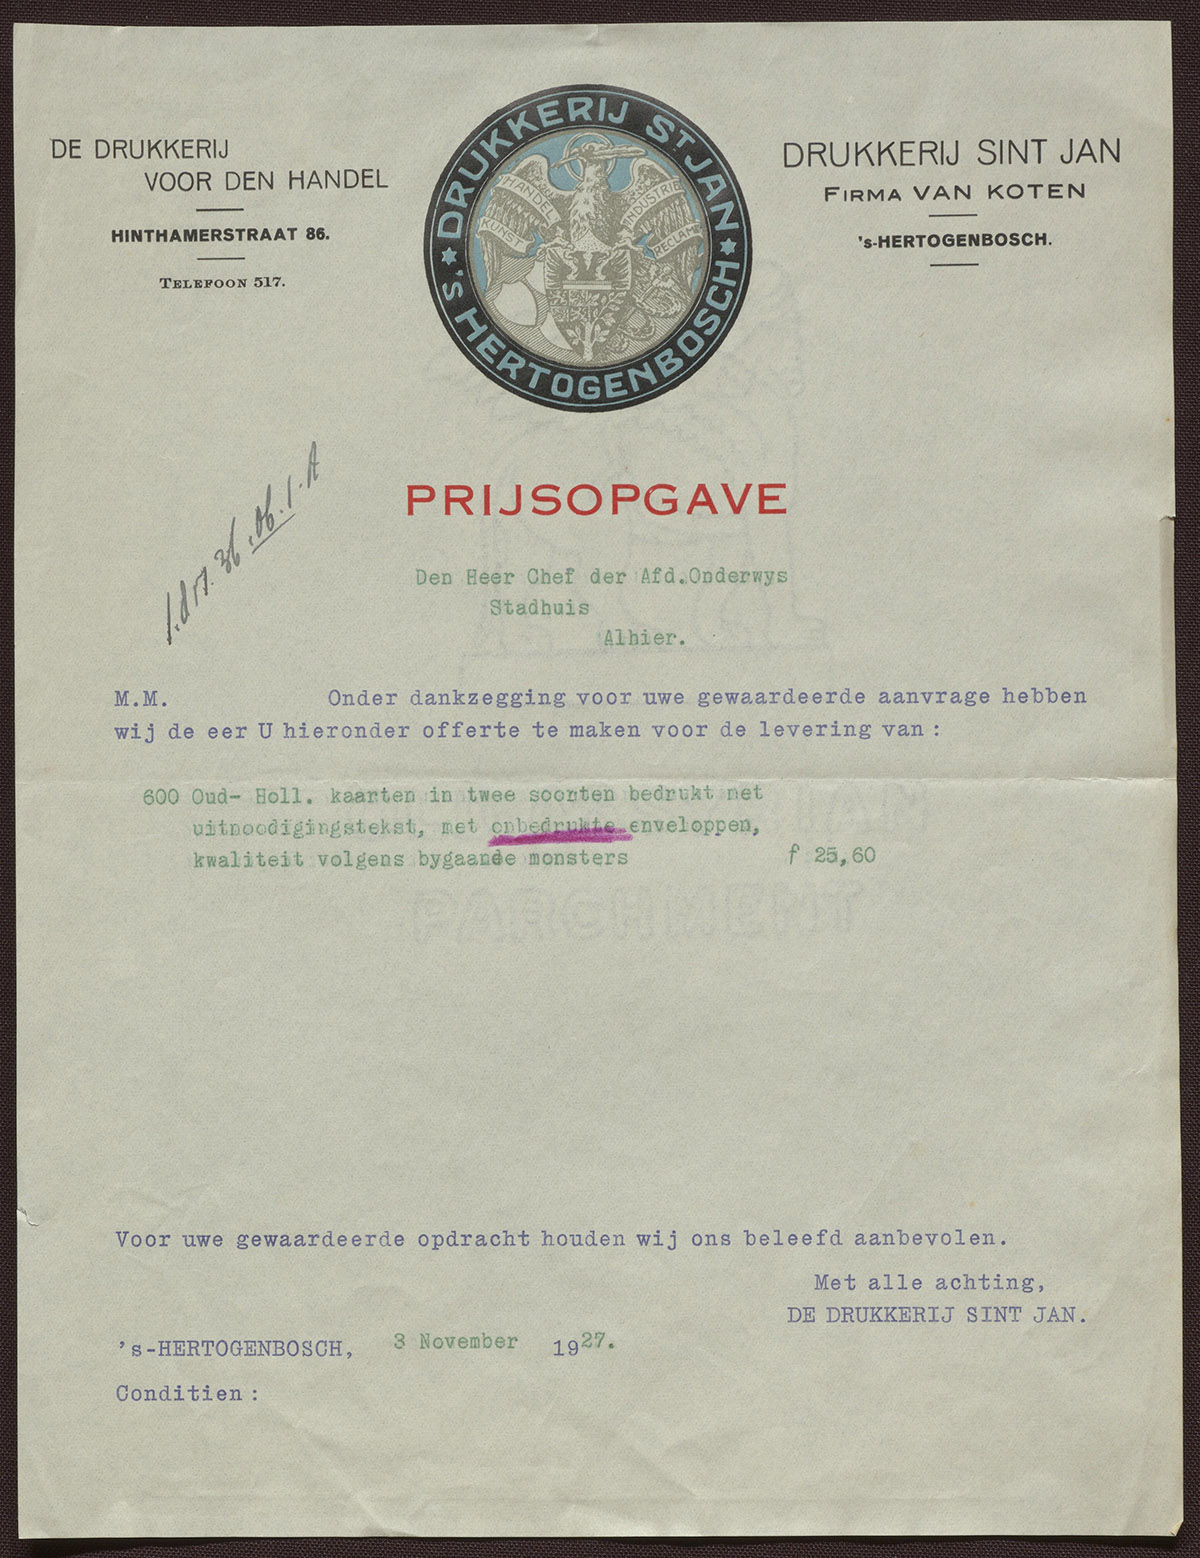 DE DRUKKERIJ
VOOR DEN HANDEL
HINTHAMERSTRAAT 86.
TELEFOON 517.
DRUKKERIJ ST JAN
'S HERTOGENBOSCH
HANDEL
KUNST
INDUSTRIE
RECLAME
DRUKKERIJ SINT JAN
FIRMA VAN KOTEN
's-HERTOGENBOSCH.
PRIJSOPGAVE
Den Heer Chef der Afd.Onderwys
Stadhuis
Alhier.
M.M. Onder dankzegging voor uwe gewaardeerde aanvrage hebben
wij de eer U hieronder offerte te maken voor de levering van :
600 Oud- Holl. kaarten in twee soorten bedrukt met
uitnoodigingstekst, met onbedrukte enveloppen,
kwaliteit volgens bygaande monsters f 25,60
PARCHMENT
Voor uwe gewaardeerde opdracht houden wij ons beleefd aanbevolen.
Met alle achting,
DE DRUKKERIJ SINT JAN.
's-HERTOGENBOSCH, 3 November 1927.
Conditien :